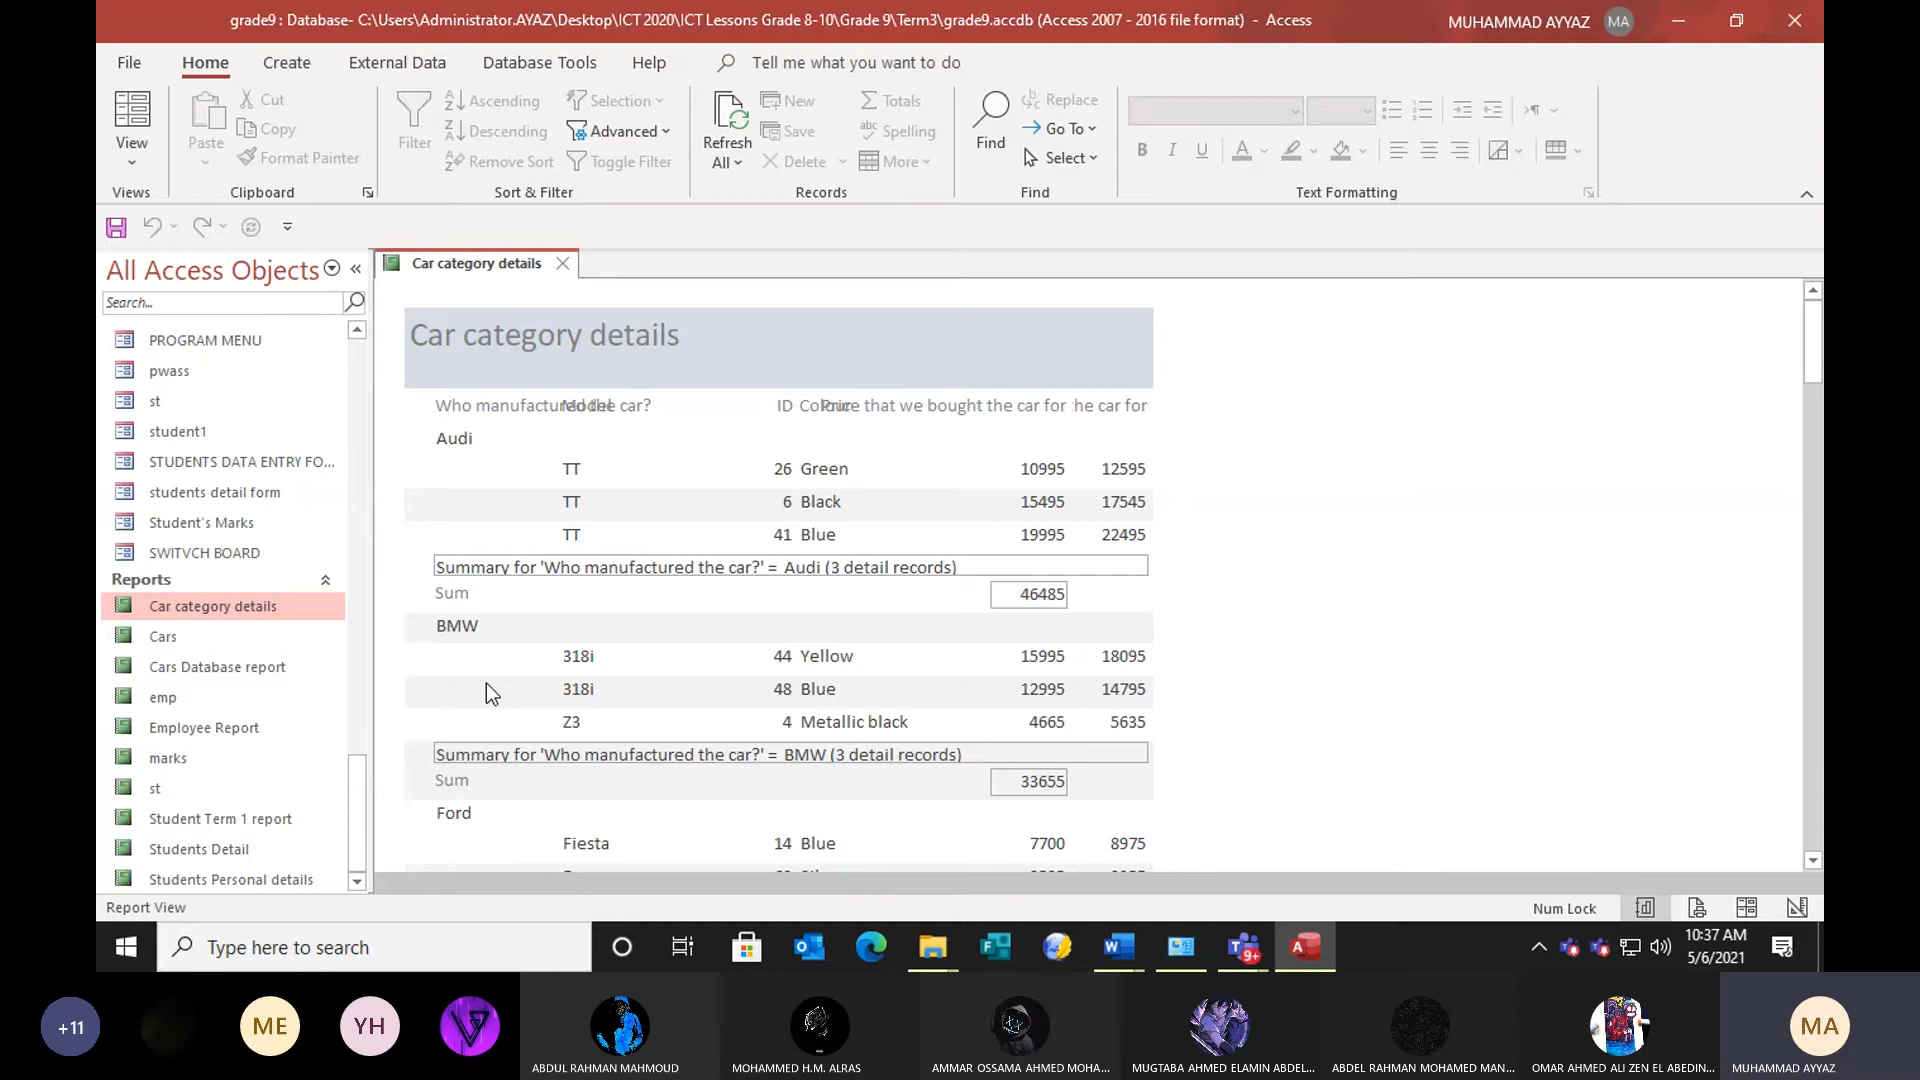 grade9 : Database- C:\Users\Administrator.AYAZ\Desktop\ICT 2020\ICT Lessons Grade 8-10\Grade 9\Term3\grade9.accdb (Access 2007 - 2016 file format) - Access
MUHAMMAD AYYAZ MA
File Home Create External Data Database Tools Help Tell me what you want to do
View
Views
Paste
Cut
Copy
Format Painter
Clipboard
Filter
Ascending
Descending
Remove Sort
Selection
Advanced
Toggle Filter
Sort & Filter
Refresh
All
New
Save
Delete
Totals
Spelling
More
Records
Find
Replace
Go To
Select
Find
B I U
Text Formatting
All Access Objects
Search...
PROGRAM MENU
pwass
st
student1
STUDENTS DATA ENTRY FO...
students detail form
Student's Marks
SWITVCH BOARD
Reports
Car category details
Cars
Cars Database report
emp
Employee Report
marks
st
Student Term 1 report
Students Detail
Students Personal details
Car category details
Car category details
Who manufactured the car? Model ID Colour Price that we bought the car for he car for
Audi
TT 26 Green 10995 12595
TT 6 Black 15495 17545
TT 41 Blue 19995 22495
Summary for 'Who manufactured the car?' = Audi (3 detail records)
Sum 46485
BMW
318i 44 Yellow 15995 18095
318i 48 Blue 12995 14795
Z3 4 Metallic black 4665 5635
Summary for 'Who manufactured the car?' = BMW (3 detail records)
Sum 33655
Ford
Fiesta 14 Blue 7700 8975
Report View
Num Lock
Type here to search
9+
10:37 AM
5/6/2021
+11
ME
YH
ABDUL RAHMAN MAHMOUD
MOHAMMED H.M. ALRAS
AMMAR OSSAMA AHMED MOHA...
MUGTABA AHMED ELAMIN ABDEL...
ABDEL RAHMAN MOHAMED MAN...
OMAR AHMED ALI ZEN EL ABEDIN...
MA
MUHAMMAD AYYAZ